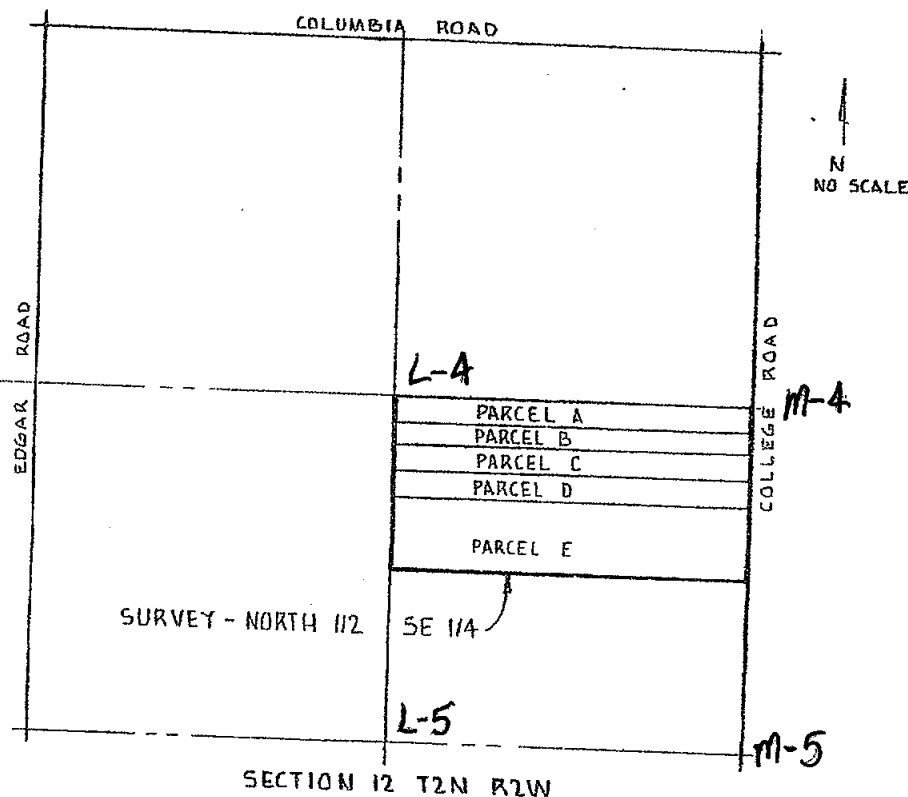 COLUMBIA ROAD
N
NO SCALE
EDGAR ROAD
COLLEGE ROAD
L-4
M-4
PARCEL A
PARCEL B
PARCEL C
PARCEL D
PARCEL E
SURVEY - NORTH 1/2 SE 1/4
L-5
M-5
SECTION 12 T2N R2W